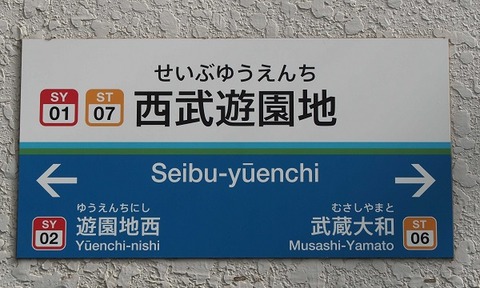 せいぶゆうえんち
SY 01 ST 07 西武遊園地
Seibu-yūenchi
ゆうえんちにし
SY 02 遊園地西
Yūenchi-nishi
むさしやまと
武蔵大和 ST 06
Musashi-Yamato